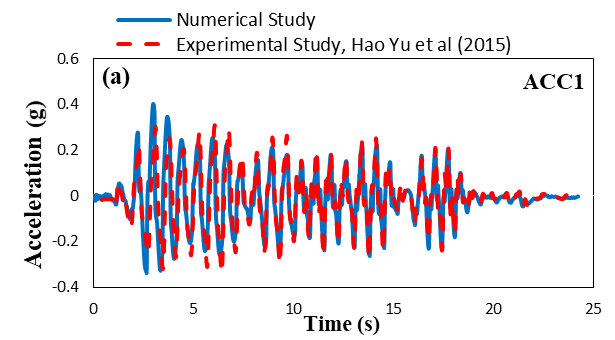 Numerical Study
Experimental Study, Hao Yu et al (2015)
(a)
ACC1
Acceleration (g)
0.6
0.4
0.2
0
-0.2
-0.4
0 5 10 15 20 25
Time (s)